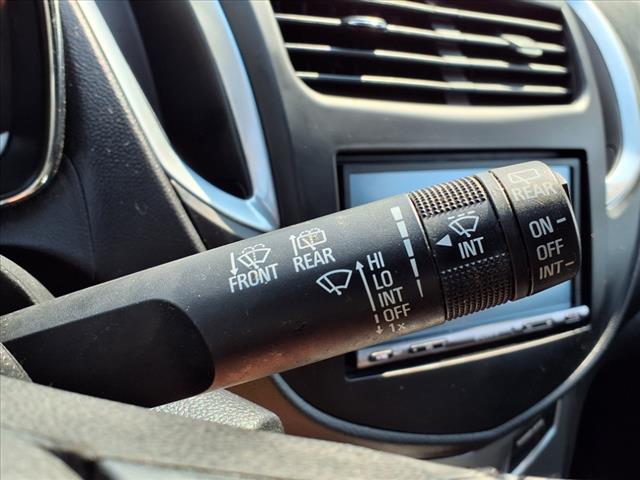 FRONT
REAR
HI
LO
INT
OFF
1x
INT
REAR
ON
OFF
INT